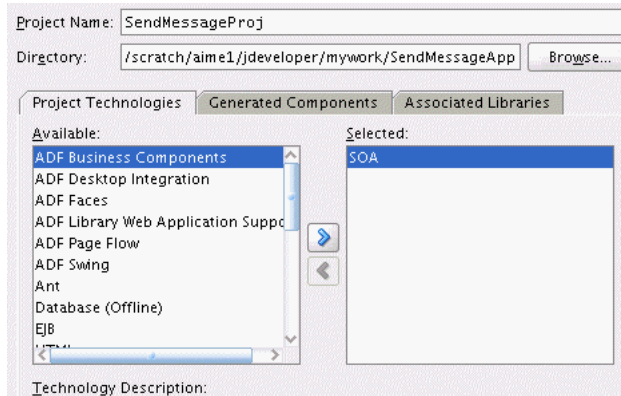 Project Name: SendMessageProj
Directory: /scratch/aime1/jdeveloper/mywork/SendMessageApp Browse...
Project Technologies Generated Components Associated Libraries
Available: Selected:
ADF Business Components SOA
ADF Desktop Integration
ADF Faces
ADF Library Web Application Suppo
ADF Page Flow
ADF Swing
Ant
Database (Offline)
EJB
Technology Description: